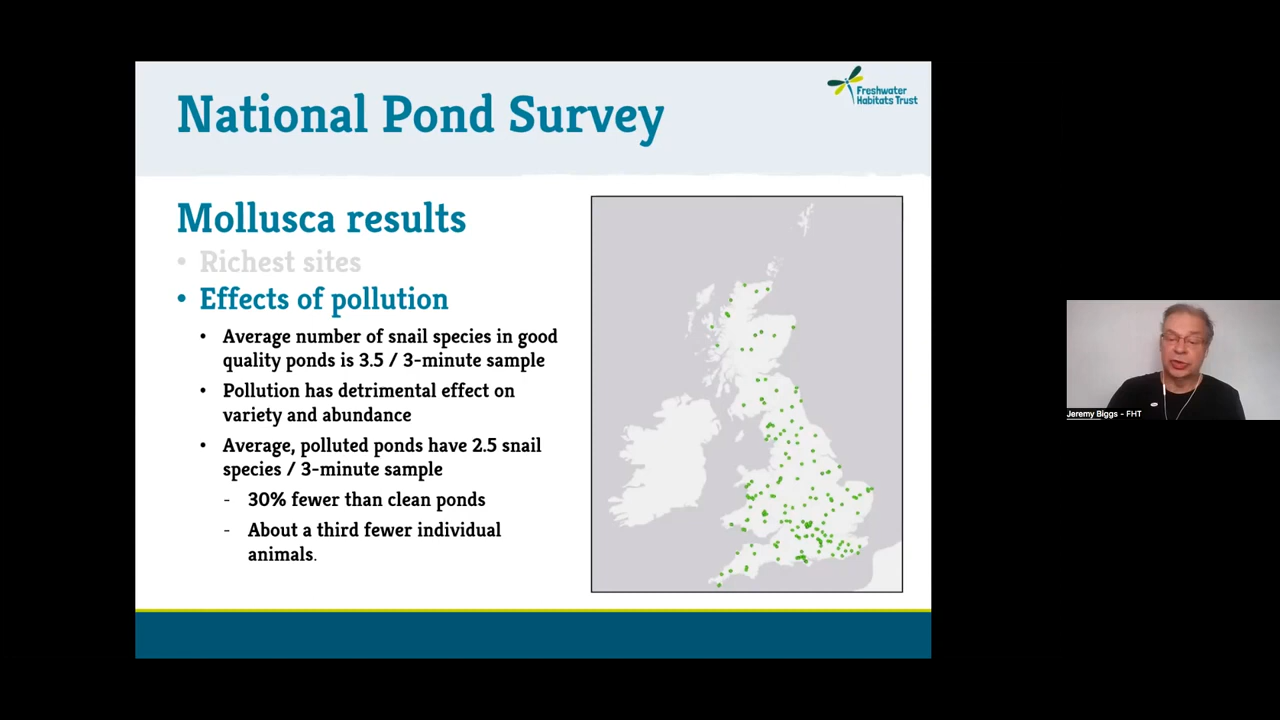 National Pond Survey
Freshwater
Habitats Trust
Mollusca results
• Richest sites
• Effects of pollution
• Average number of snail species in good
quality ponds is 3.5 / 3-minute sample
• Pollution has detrimental effect on
variety and abundance
• Average, polluted ponds have 2.5 snail
species / 3-minute sample
- 30% fewer than clean ponds
- About a third fewer individual
animals.
Jeremy Biggs - FHT